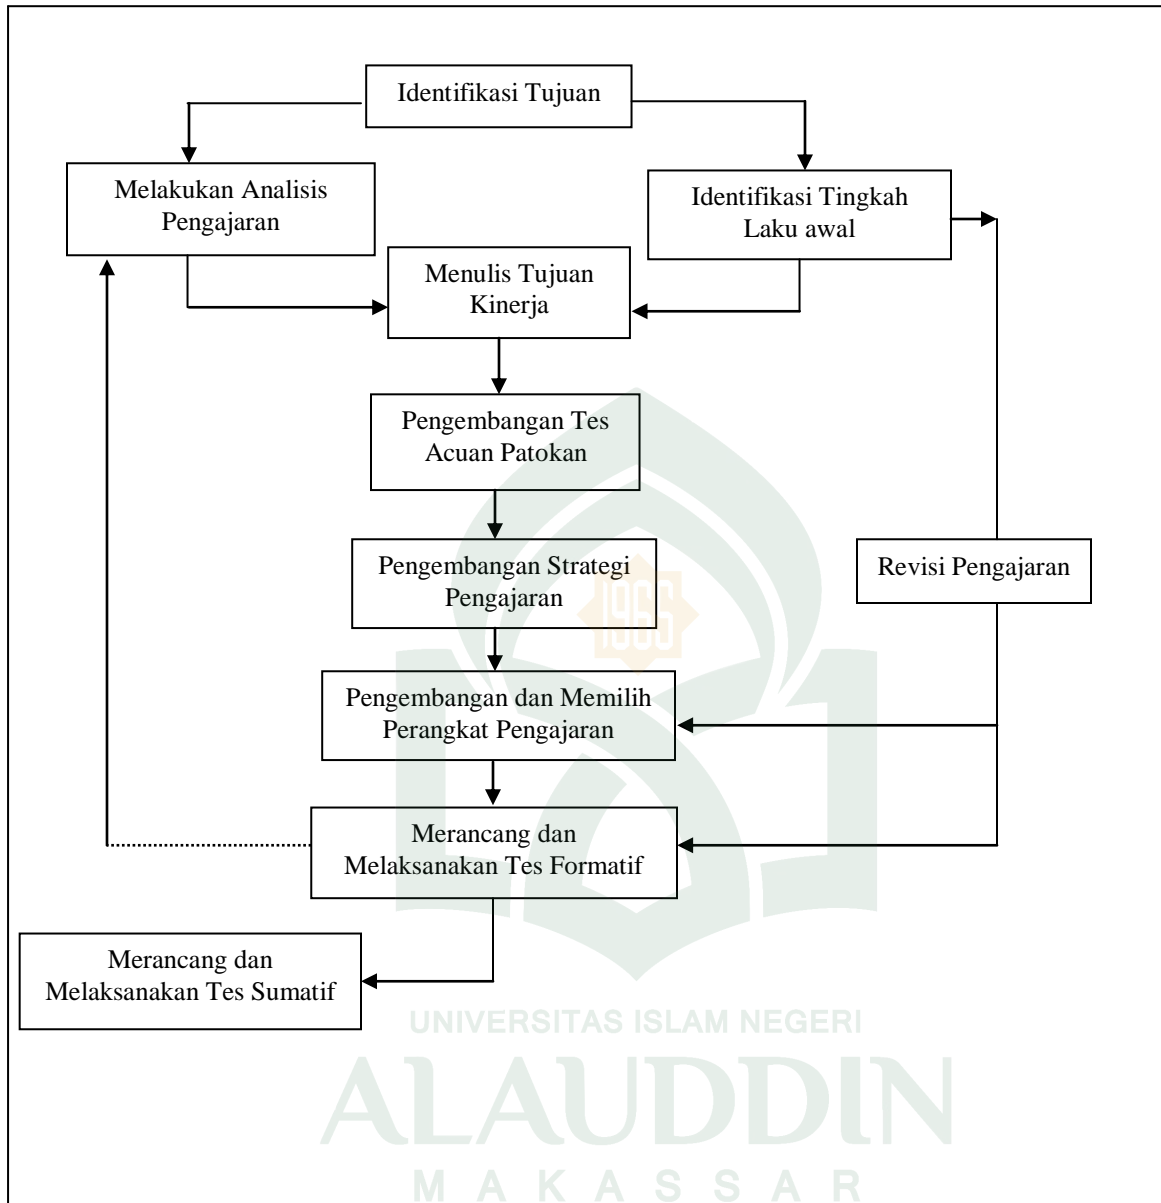 Identifikasi Tujuan
Melakukan Analisis
Pengajaran
Identifikasi Tingkah
Laku awal
Menulis Tujuan
Kinerja
Pengembangan Tes
Acuan Patokan
Pengembangan Strategi
Pengajaran
Revisi Pengajaran
1965
Pengembangan dan Memilih
Perangkat Pengajaran
Merancang dan
Melaksanakan Tes Formatif
Merancang dan
Melaksanakan Tes Sumatif
UNIVERSITAS ISLAM NEGERI
ALAUDDIN
MAKASSAR